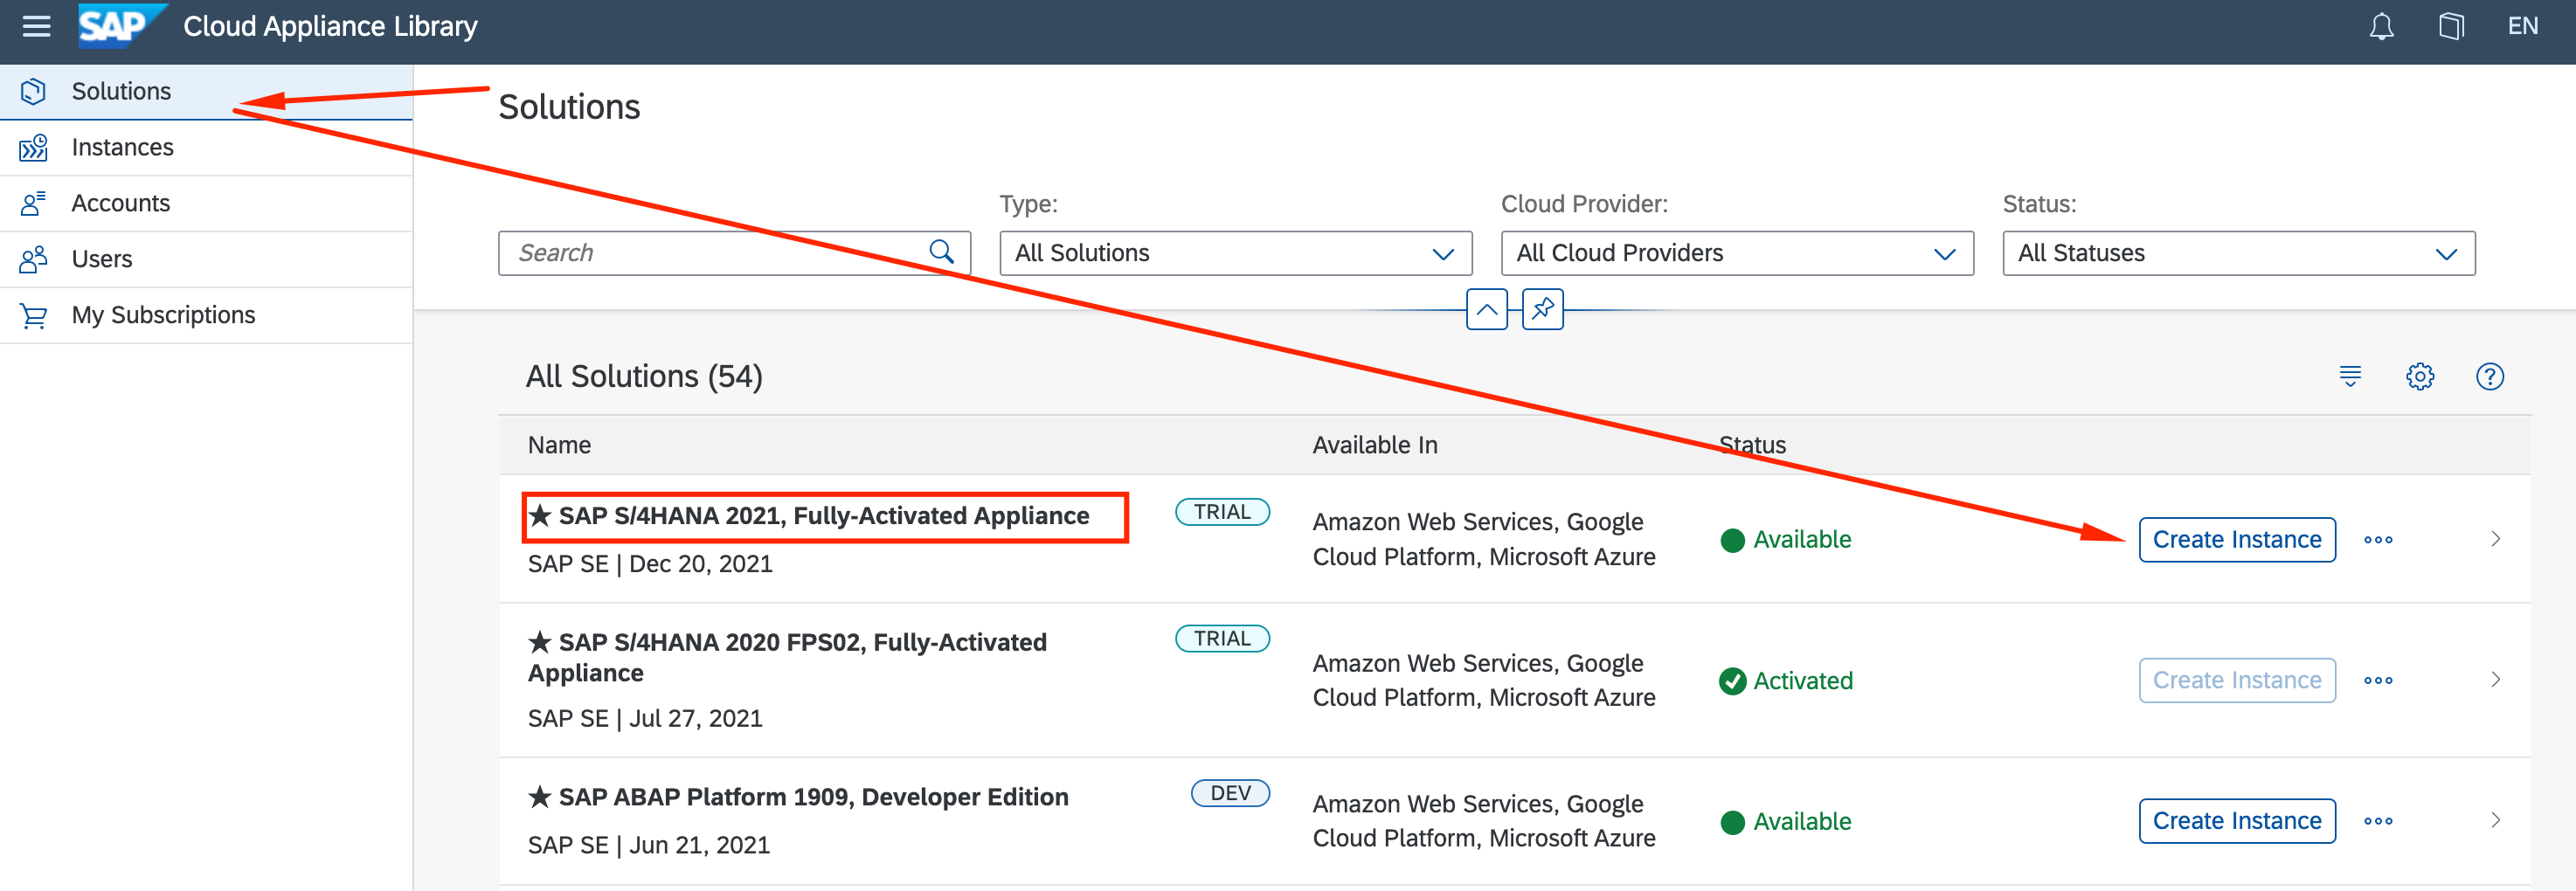 SAP Cloud Appliance Library EN
Solutions
Instances
Accounts
Users
My Subscriptions
Solutions
Type: Cloud Provider: Status:
Search All Solutions All Cloud Providers All Statuses
All Solutions (54)
Name Available In Status
★ SAP S/4HANA 2021, Fully-Activated Appliance TRIAL
SAP SE | Dec 20, 2021
Amazon Web Services, Google
Cloud Platform, Microsoft Azure
Available Create Instance
★ SAP S/4HANA 2020 FPS02, Fully-Activated
Appliance
TRIAL
SAP SE | Jul 27, 2021
Amazon Web Services, Google
Cloud Platform, Microsoft Azure
Activated Create Instance
★ SAP ABAP Platform 1909, Developer Edition DEV
SAP SE | Jun 21, 2021
Amazon Web Services, Google
Cloud Platform, Microsoft Azure
Available Create Instance